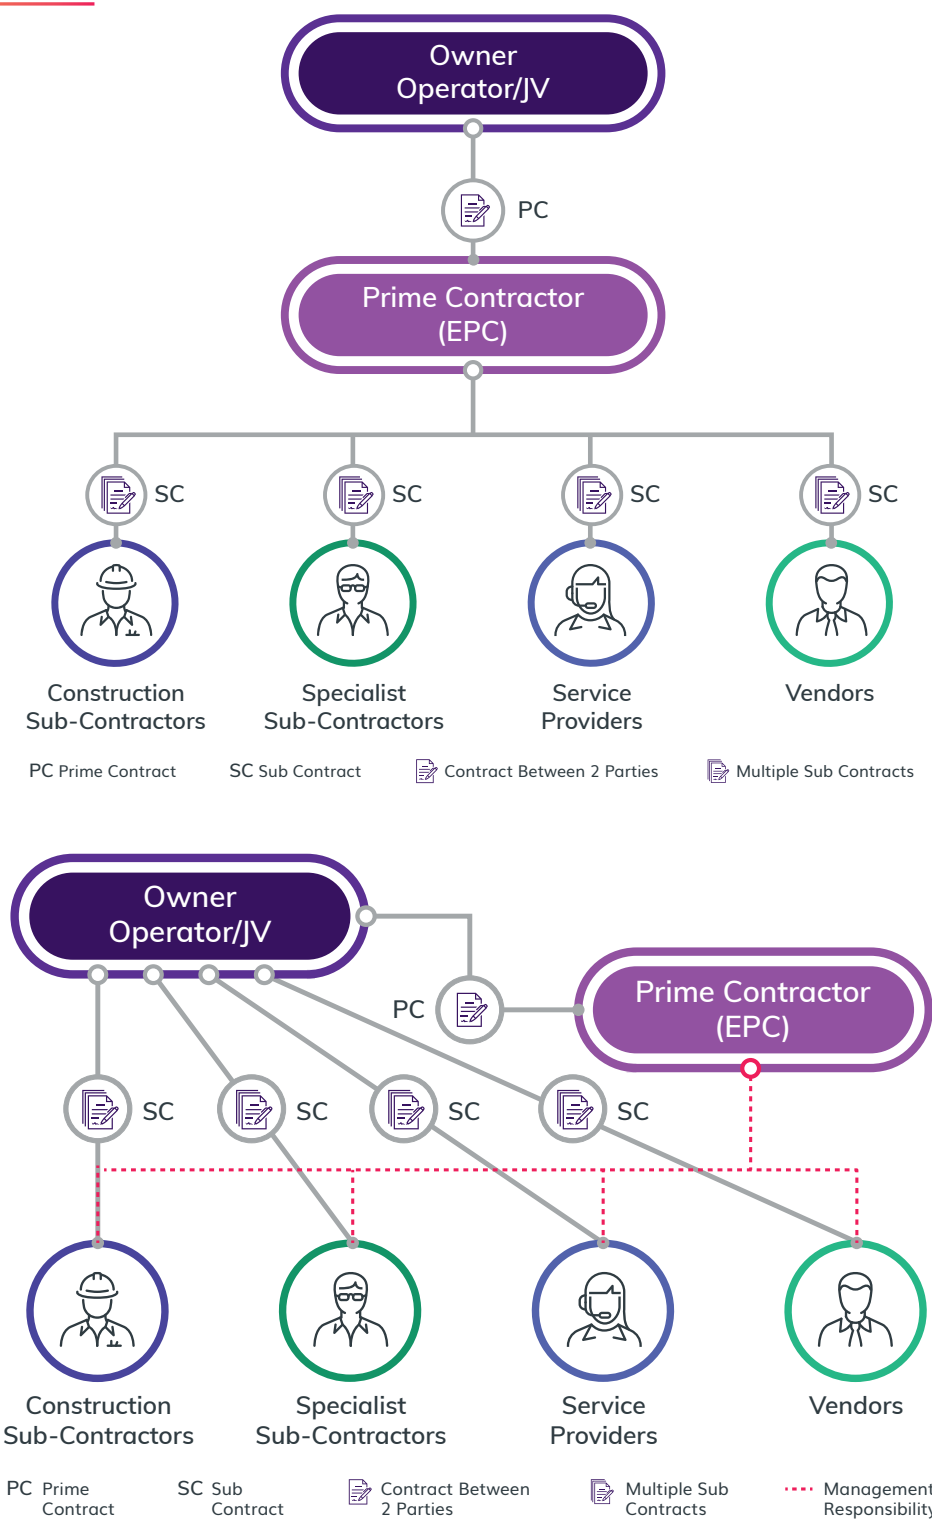 Owner
Operator/JV
PC
Prime Contractor
(EPC)
SC
SC
SC
SC
Construction
Sub-Contractors
Specialist
Sub-Contractors
Service
Providers
Vendors
PC Prime Contract
SC Sub Contract
Contract Between 2 Parties
Multiple Sub Contracts
Owner
Operator/JV
PC
Prime Contractor
(EPC)
SC
SC
SC
SC
Construction
Sub-Contractors
Specialist
Sub-Contractors
Service
Providers
Vendors
PC Prime
Contract
SC Sub
Contract
Contract Between
2 Parties
Multiple Sub
Contracts
Management
Responsibility